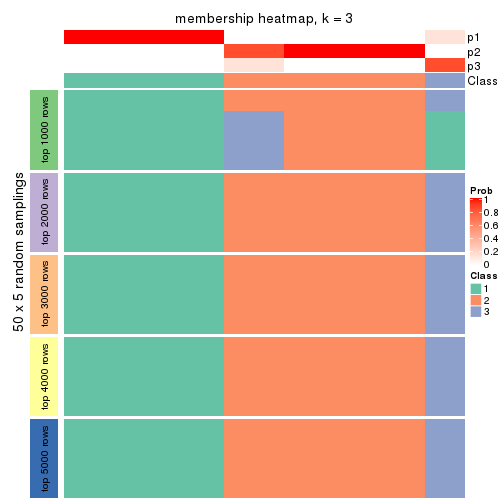 membership heatmap, k = 3
p1
p2
p3
Class
50 x 5 random samplings
top 1000 rows
top 2000 rows
top 3000 rows
top 4000 rows
top 5000 rows
Prob
1
0.8
0.6
0.4
0.2
0
Class
1
2
3